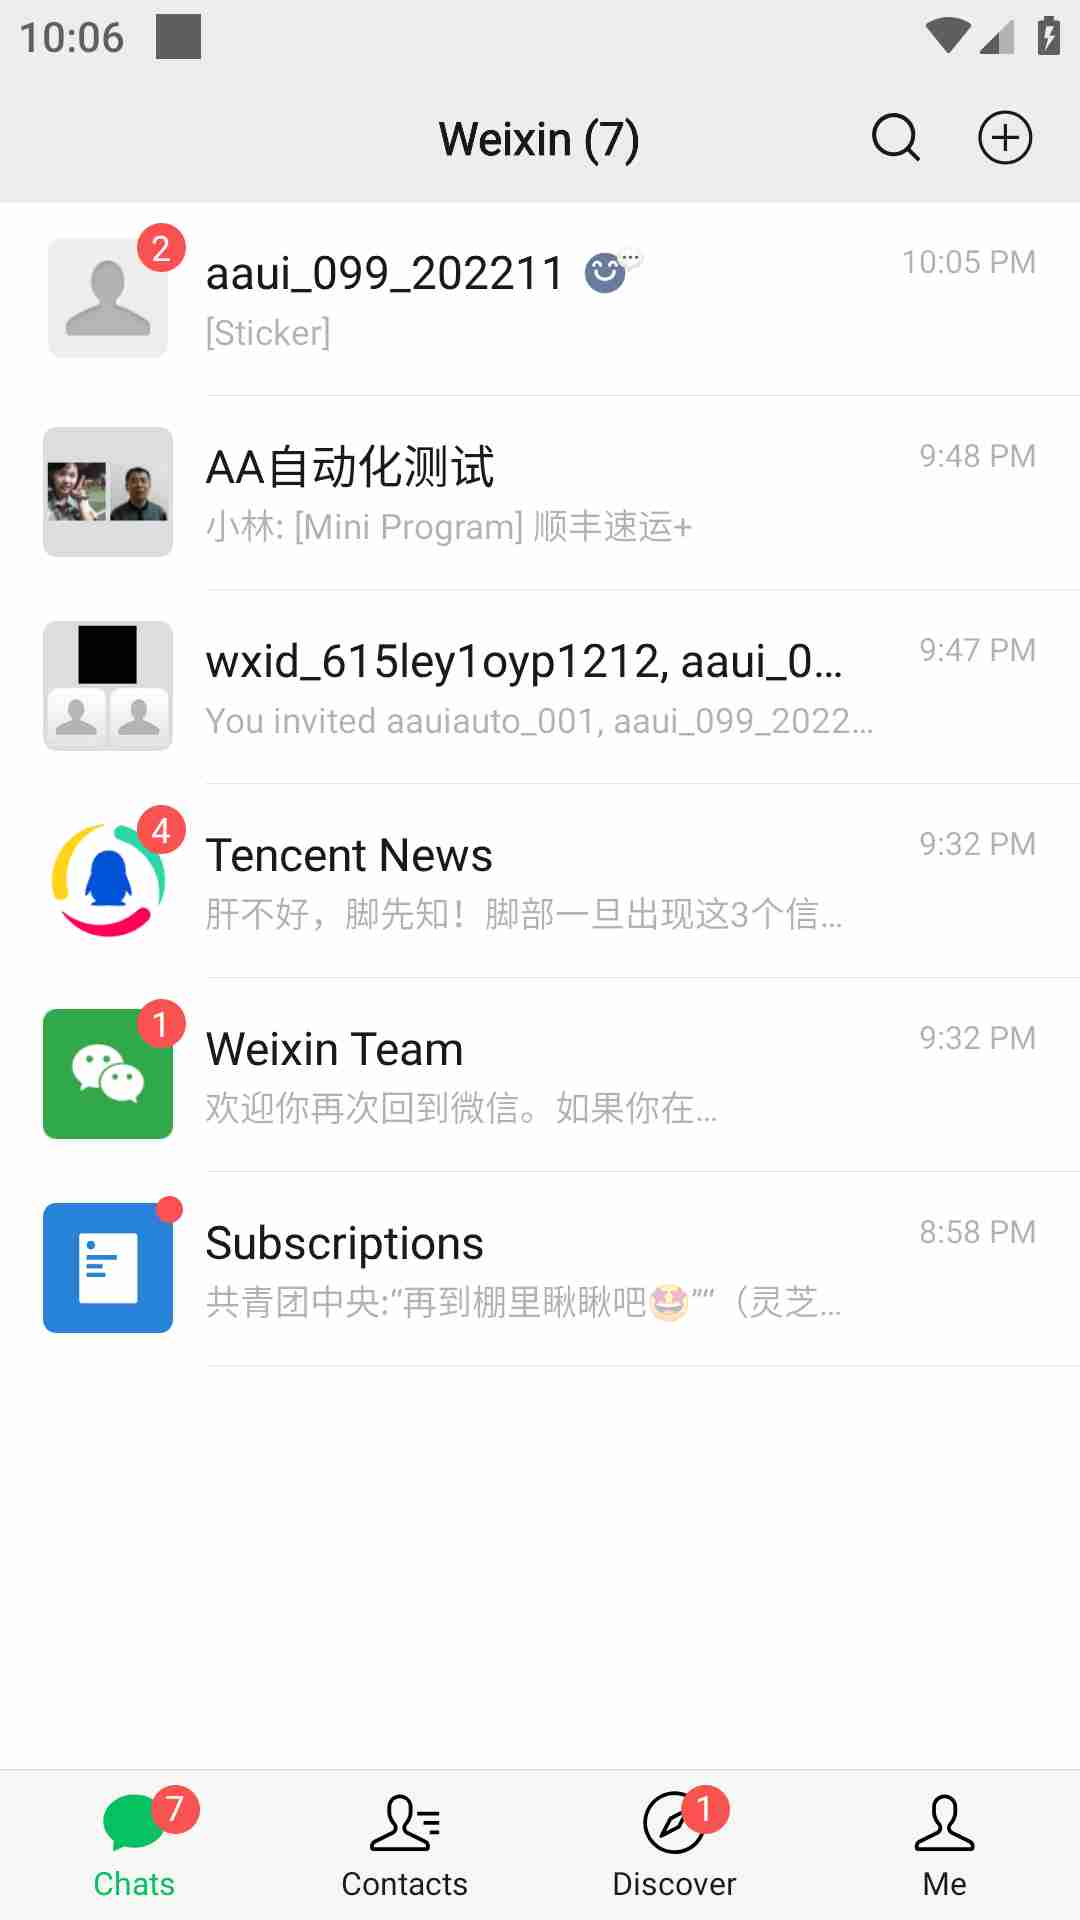 10:06
Weixin (7)
2
aaui_099_202211
10:05 PM
[Sticker]
AA自动化测试
9:48 PM
小林: [Mini Program] 顺丰速运+
wxid_615ley1oyp1212, aaui_0...
9:47 PM
You invited aauiauto_001, aaui_099_2022...
4
Tencent News
9:32 PM
肝不好，脚先知！脚部一旦出现这3个信...
1
Weixin Team
9:32 PM
欢迎你再次回到微信。如果你在...
Subscriptions
8:58 PM
共青团中央:“再到棚里瞅瞅吧🤩”“（灵芝...
7
1
Chats
Contacts
Discover
Me